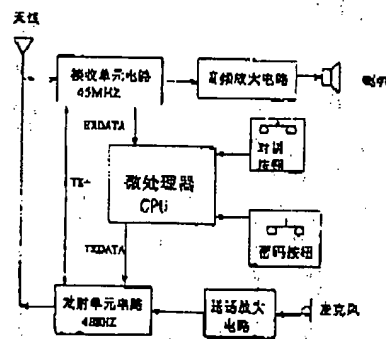 天线
接收单元电路
45MHZ
音频放大电路
RXDATA
对讲
按钮
TX-
微处理器
CPU
密码按钮
TXDATA
发射单元电路
48MHZ
送话放大
电路
麦克风